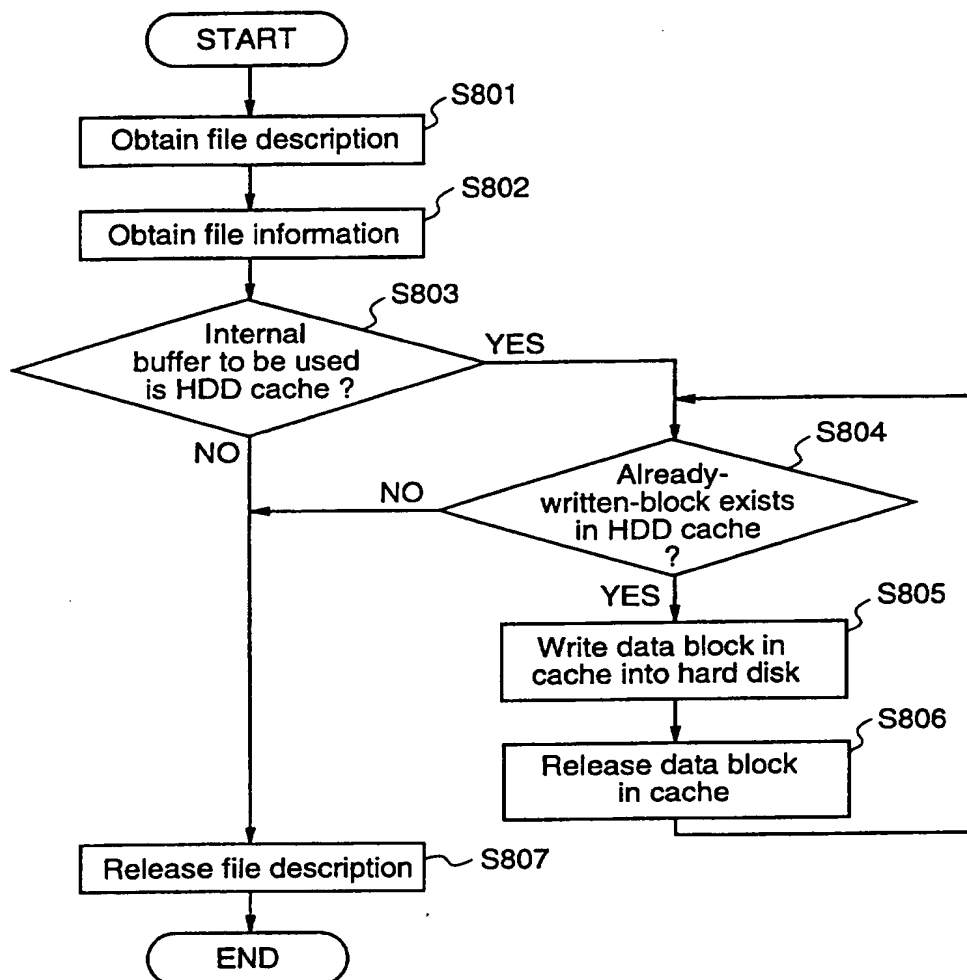 START
S801
Obtain file description
S802
Obtain file information
S803
Internal
buffer to be used
is HDD cache ?
YES
NO
S804
Already-
written-block exists
in HDD cache
?
NO
YES
S805
Write data block in
cache into hard disk
S806
Release data block
in cache
Release file description
S807
END